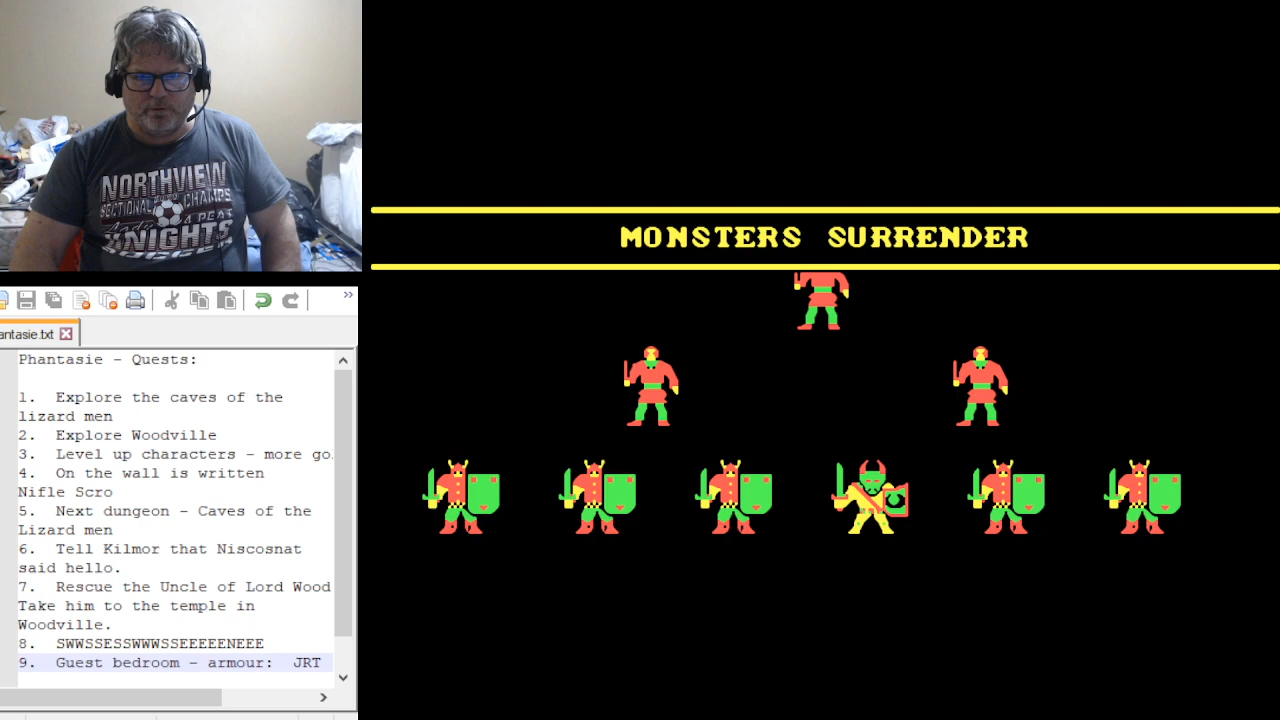 NORTHVIEW
SECTIONAL CHAMPS
Lady
KNIGHTS
SOCCER
MONSTERS SURRENDER
antasie.txt
Phantasie - Quests:
1. Explore the caves of the
lizard men
2. Explore Woodville
3. Level up characters - more go
4. On the wall is written
Nifle Scro
5. Next dungeon - Caves of the
Lizard men
6. Tell Kilmor that Niscosnat
said hello.
7. Rescue the Uncle of Lord Wood
Take him to the temple in
Woodville.
8. SWWSSESSWWWSSEEEEENEEE
9. Guest bedroom - armour: JRT